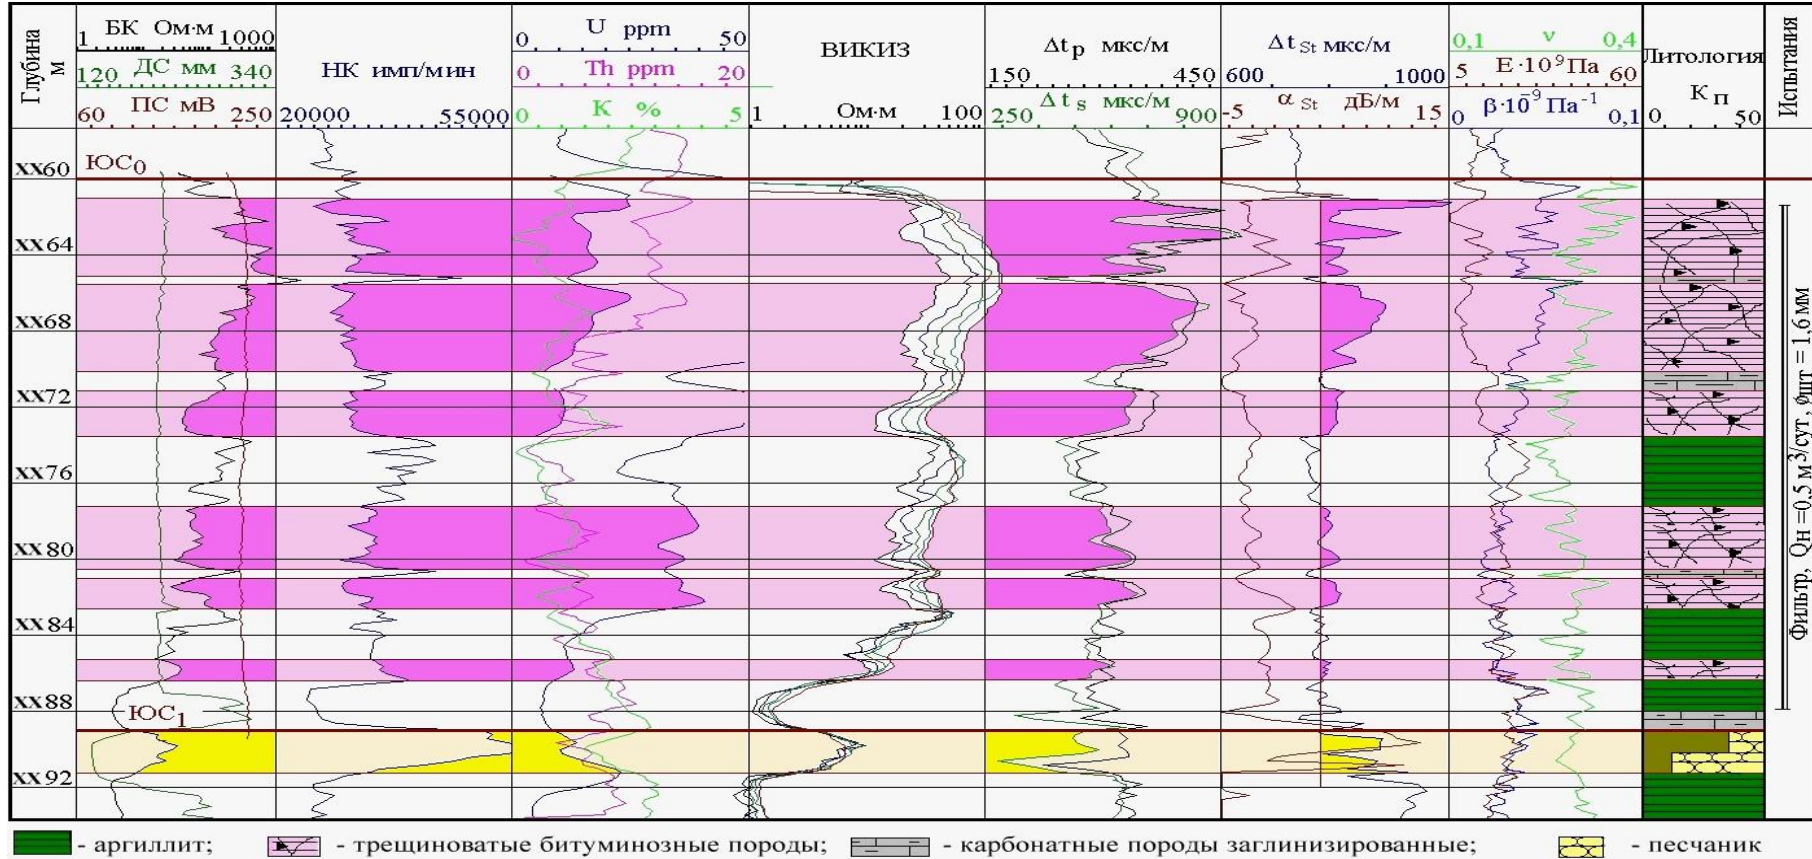 Глубина м
БК Ом·м
1 1000
ДС мм
120 340
ПС мВ
60 250
НК имп/мин
20000 55000
U ppm
0 50
Th ppm
0 20
K %
0 5
ВИКИЗ
Ом·м
1 100
Δtp мкс/м
150 450
Δts мкс/м
250 900
ΔtSt мкс/м
600 1000
αSt дБ/м
-5 15
ν
0,1 0,4
E·10⁹Па
5 60
β·10⁻⁹ Па⁻¹
0 0,1
Литология
Кп
0 50
Испытания
ЮС0
XX60
XX64
XX68
XX72
XX76
XX80
XX84
XX88
ЮС1
XX92
Фильтр, Qн =0,5 м³/сут, øшт = 1,6 мм
- аргиллит; - трещиноватые битуминозные породы; - карбонатные породы заглинизированные; - песчаник